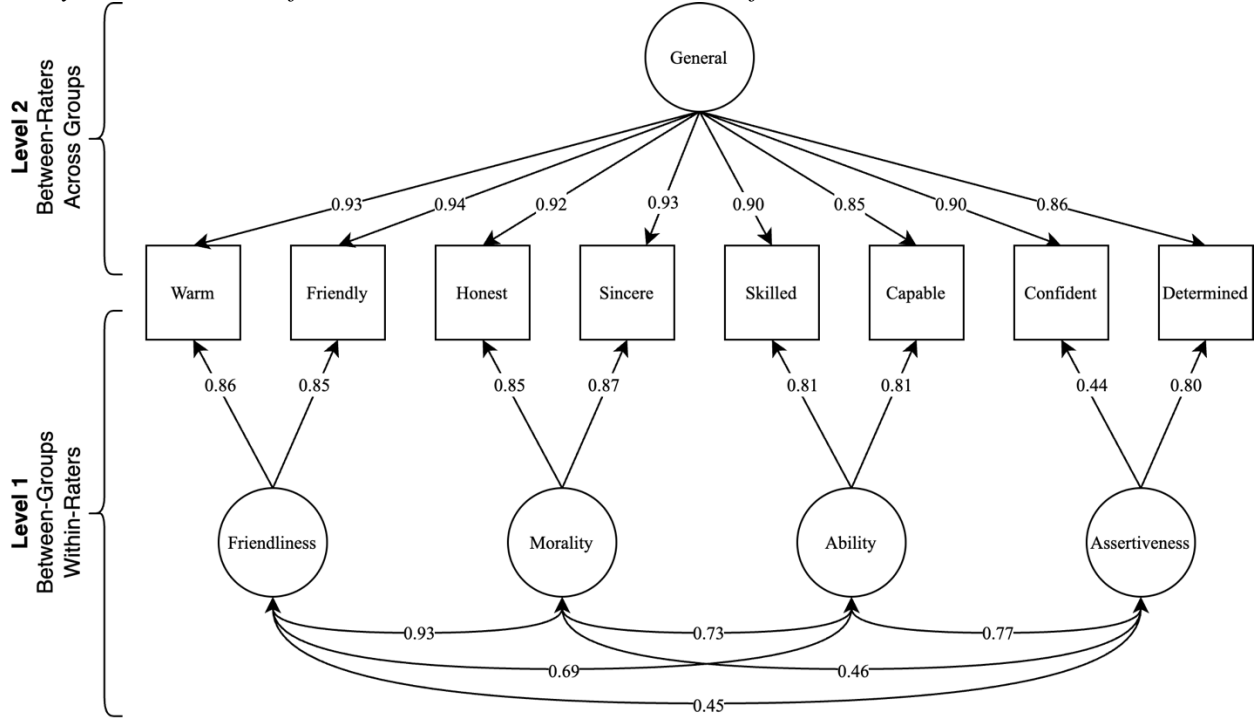 General
Level 2
Between-Raters
Across Groups
0.93 0.94 0.92 0.93 0.90 0.85 0.90 0.86
Warm Friendly Honest Sincere Skilled Capable Confident Determined
Level 1
Between-Groups
Within-Raters
0.86 0.85 0.85 0.87 0.81 0.81 0.44 0.80
Friendliness Morality Ability Assertiveness
0.93 0.73 0.77
0.69 0.46
0.45